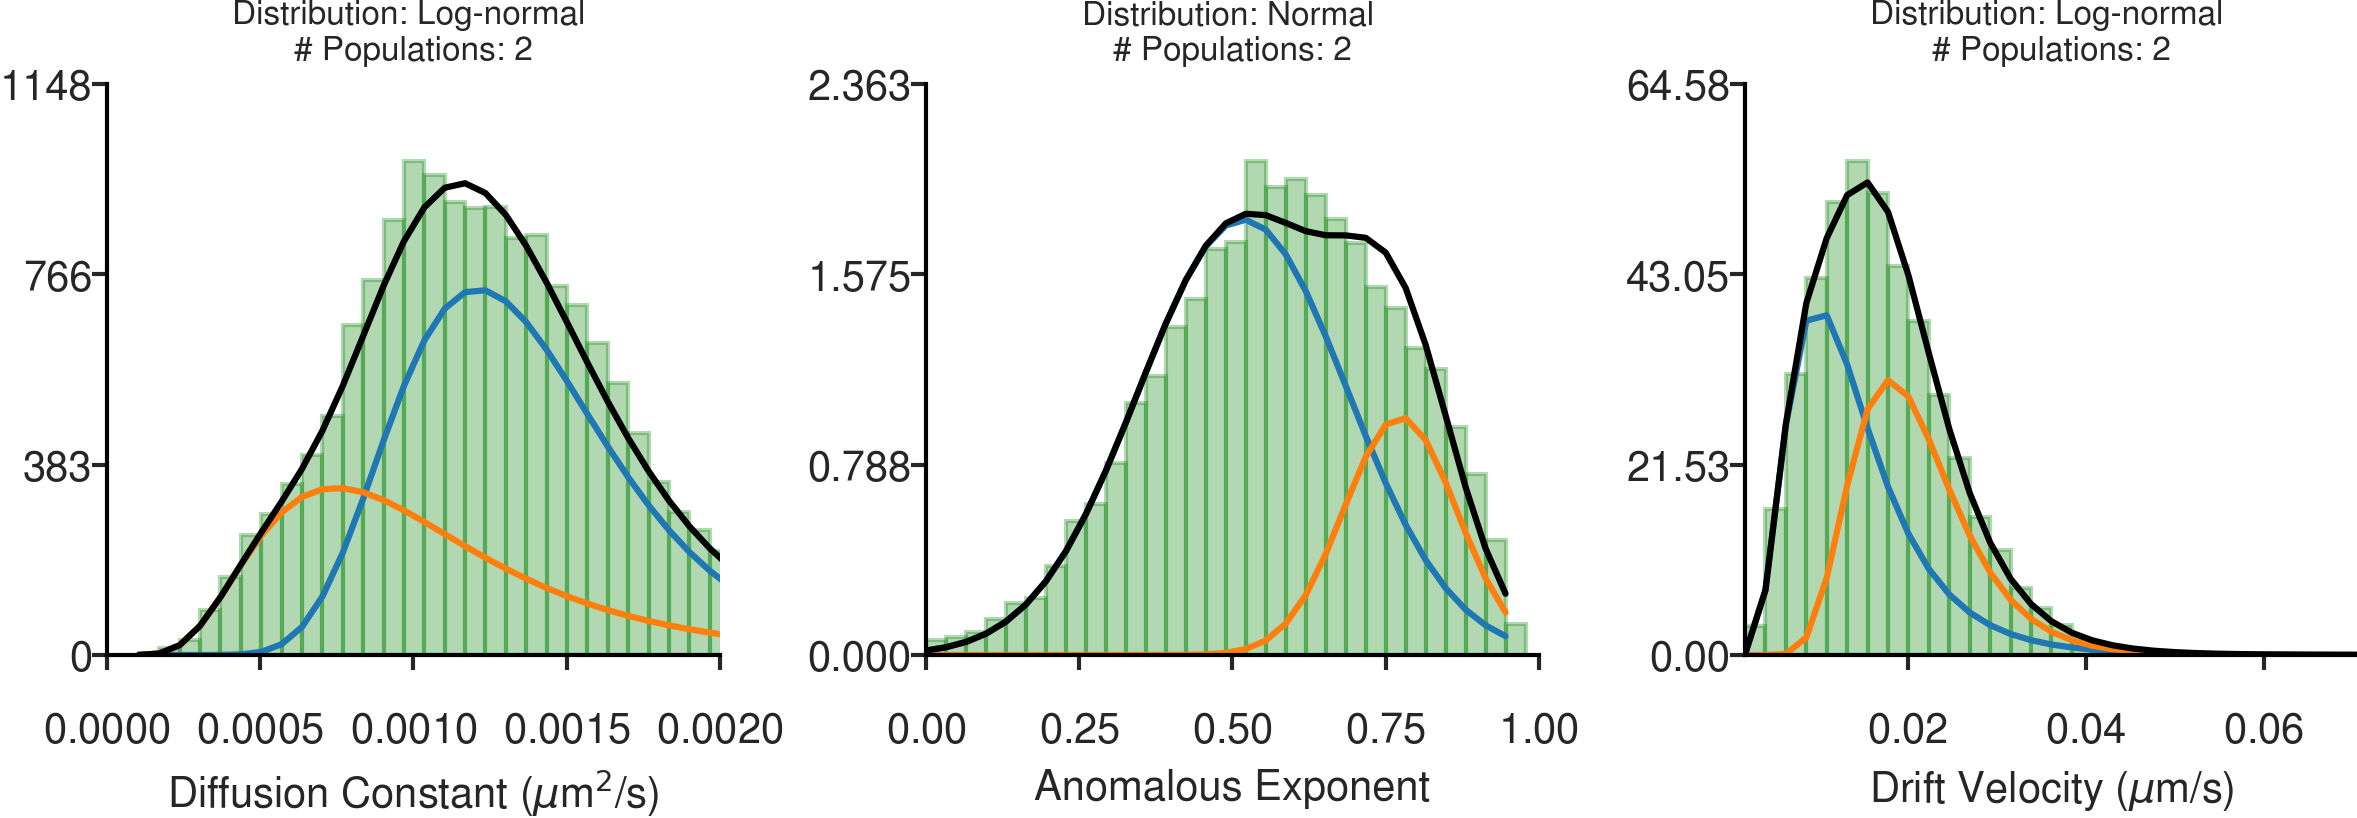 Distribution: Log-normal
# Populations: 2
1148
766
383
0
0.0000 0.0005 0.0010 0.0015 0.0020
Diffusion Constant (μm²/s)
Distribution: Normal
# Populations: 2
2.363
1.575
0.788
0.000
0.00 0.25 0.50 0.75 1.00
Anomalous Exponent
Distribution: Log-normal
# Populations: 2
64.58
43.05
21.53
0.00
0.02 0.04 0.06
Drift Velocity (μm/s)